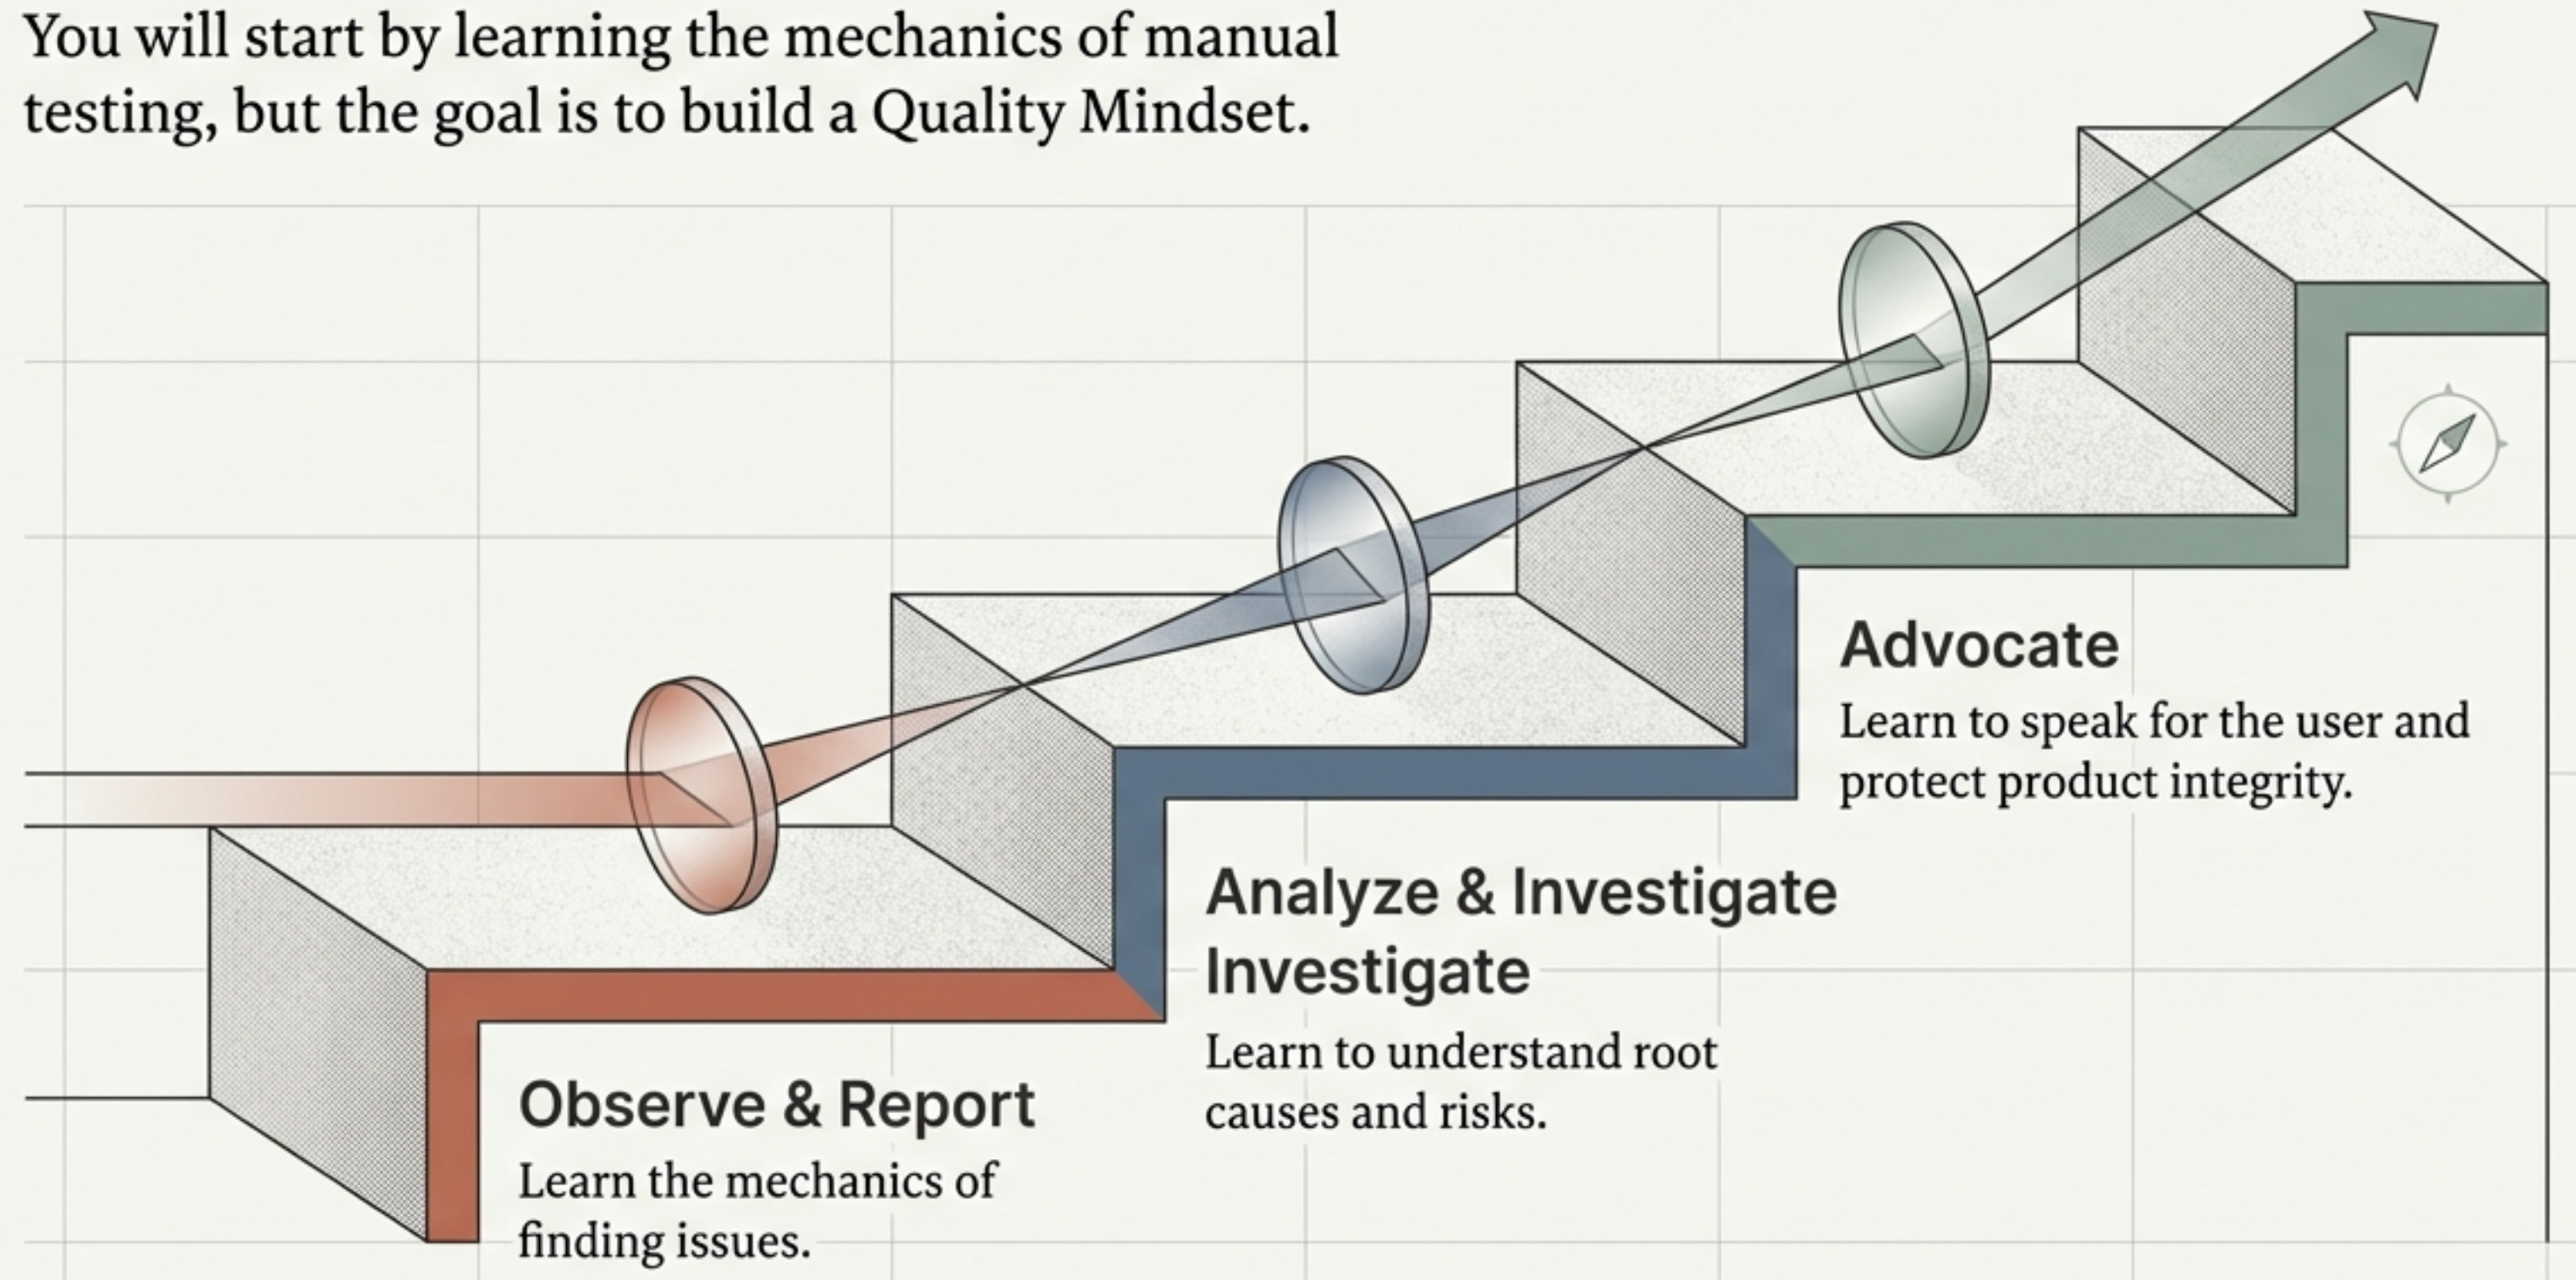 You will start by learning the mechanics of manual
testing, but the goal is to build a Quality Mindset.
Advocate
Learn to speak for the user and
protect product integrity.
Analyze & Investigate
Investigate
Learn to understand root
causes and risks.
Observe & Report
Learn the mechanics of
finding issues.